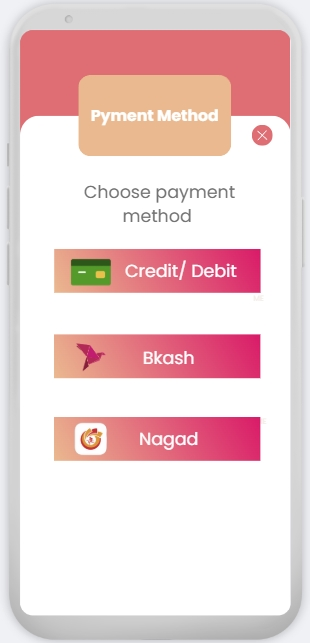 Pyment Method
Choose payment
method
Credit/ Debit
Bkash
Nagad